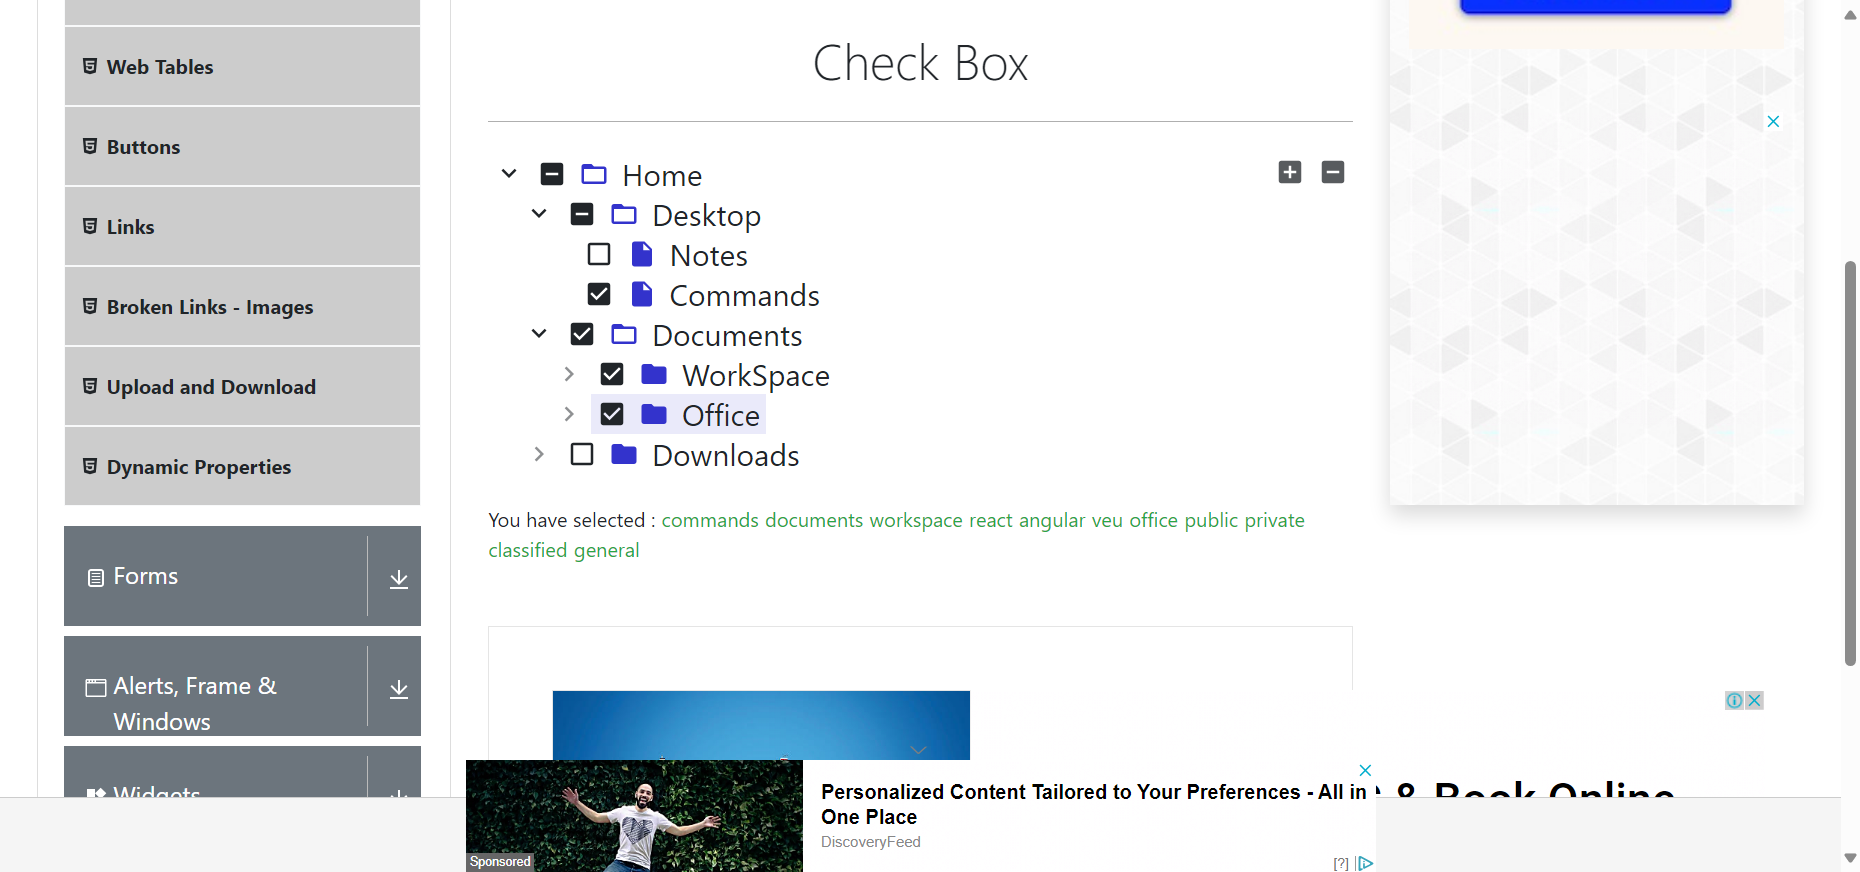 Web Tables
Buttons
Links
Broken Links - Images
Upload and Download
Dynamic Properties
Forms
Alerts, Frame &
Windows
Widgets
Check Box
Home
Desktop
Notes
Commands
Documents
WorkSpace
Office
Downloads
You have selected : commands documents workspace react angular veu office public private
classified general
& Book Online
Personalized Content Tailored to Your Preferences - All in
One Place
DiscoveryFeed
Sponsored
[?]